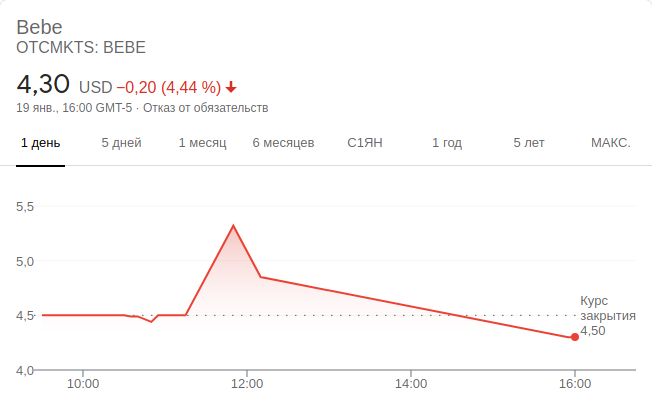 Bebe
OTCMKTS: BEBE
4,30 USD −0,20 (4,44 %)
19 янв., 16:00 GMT-5 · Отказ от обязательств
1 день 5 дней 1 месяц 6 месяцев С1ЯН 1 год 5 лет МАКС.
5,5
5,0
4,5
4,0
Курс
закрытия
4,50
10:00 12:00 14:00 16:00